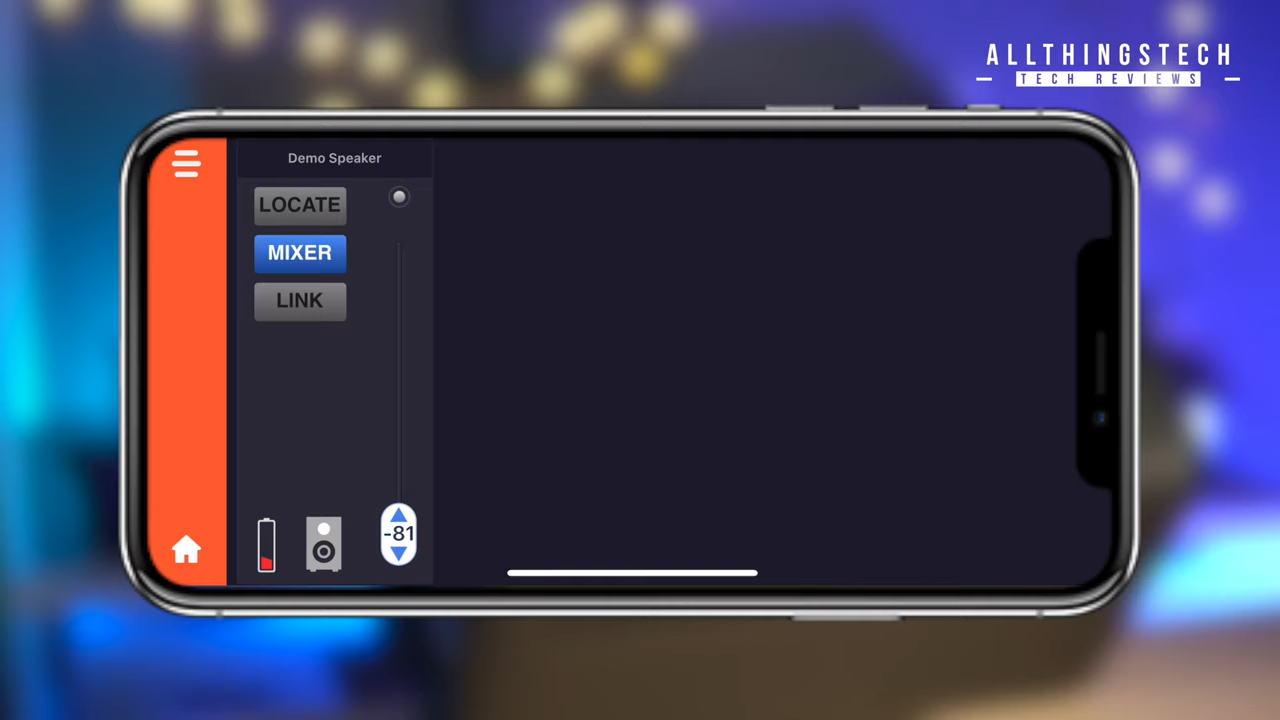 ALLTHINGSTECH
TECH REVIEWS
Demo Speaker
LOCATE
MIXER
LINK
-81